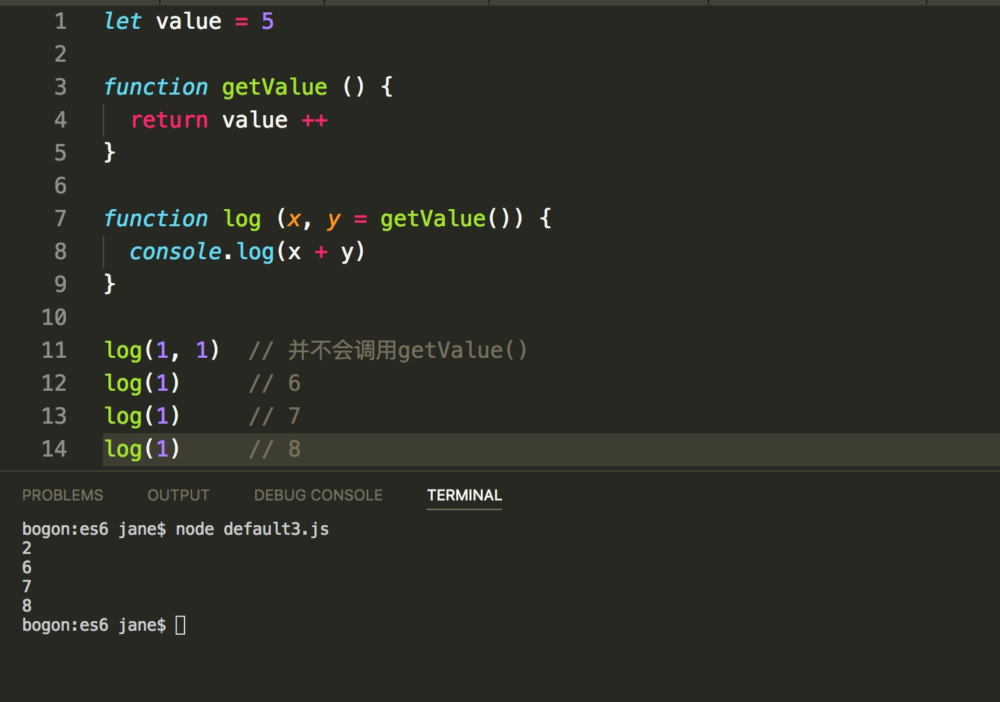 1 let value = 5
2
3 function getValue () {
4 return value ++
5 }
6
7 function log (x, y = getValue()) {
8 console.log(x + y)
9 }
10
11 log(1, 1) // 并不会调用getValue()
12 log(1) // 6
13 log(1) // 7
14 log(1) // 8
PROBLEMS OUTPUT DEBUG CONSOLE TERMINAL
bogon:es6 jane$ node default3.js
2
6
7
8
bogon:es6 jane$